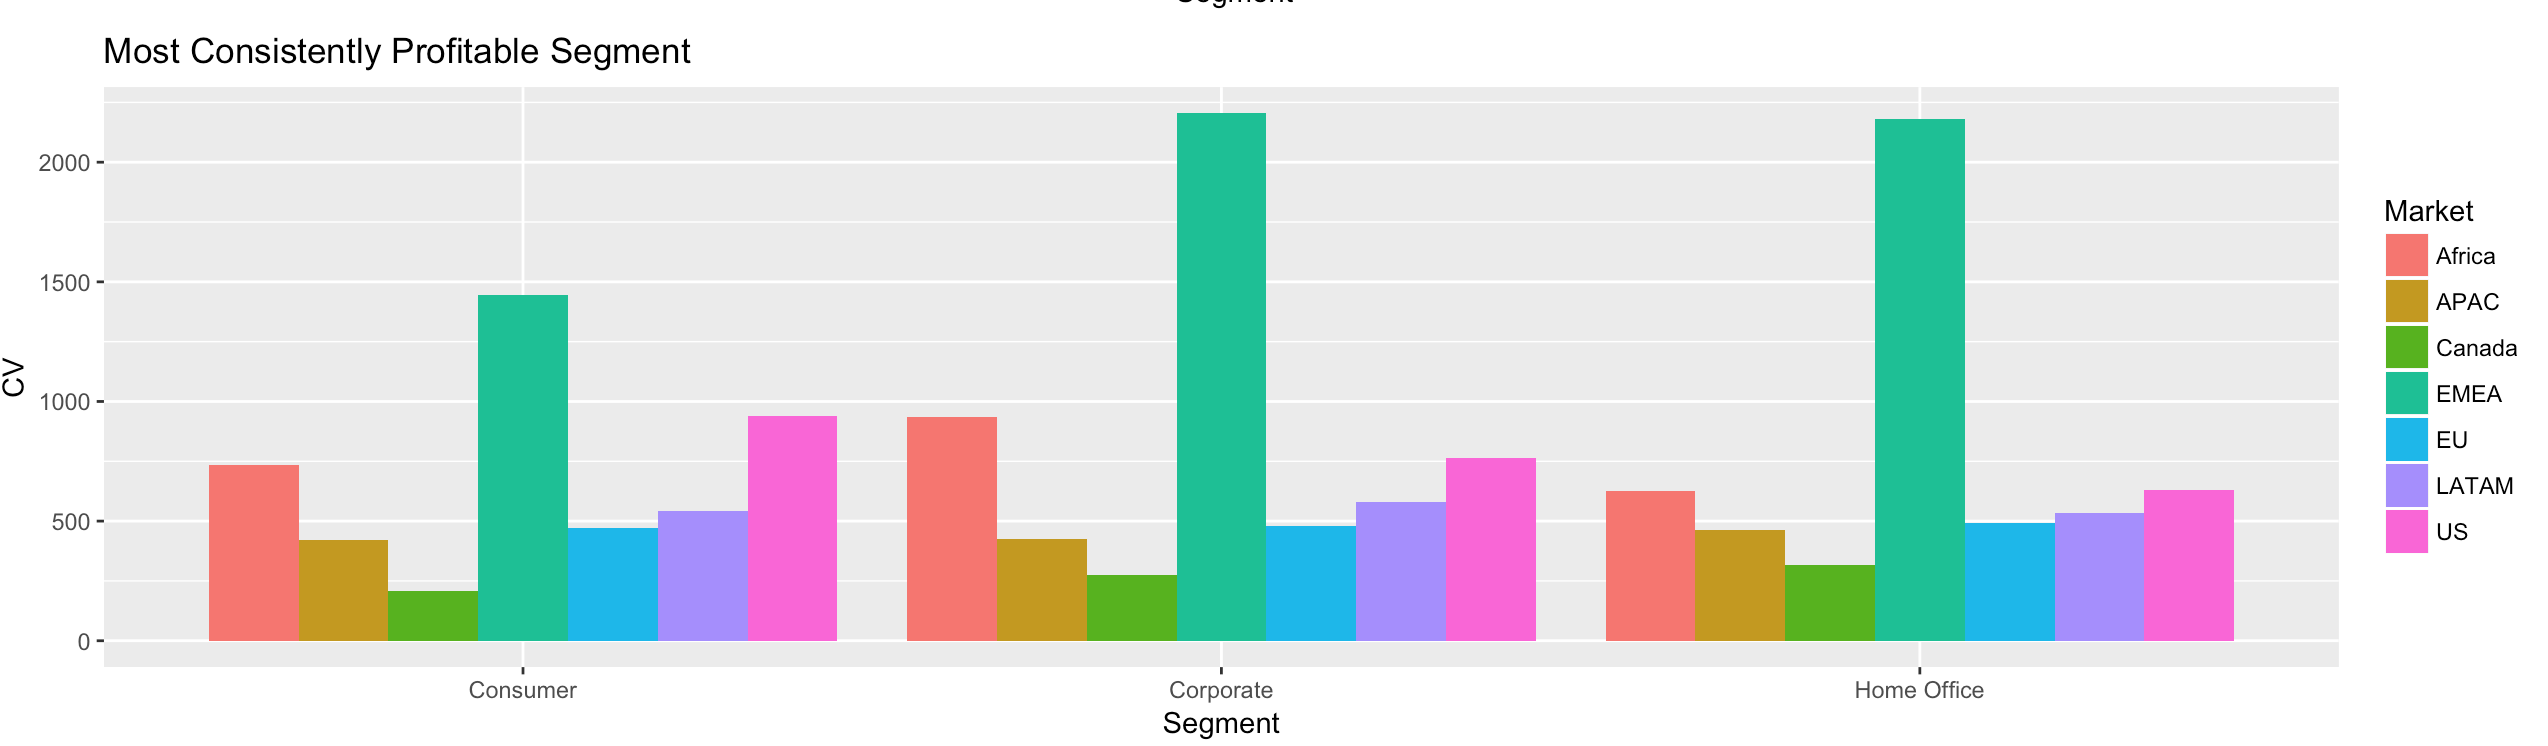 Segment
Most Consistently Profitable Segment
2000
1500
1000
500
0
CV
Consumer
Corporate
Home Office
Segment
Market
Africa
APAC
Canada
EMEA
EU
LATAM
US